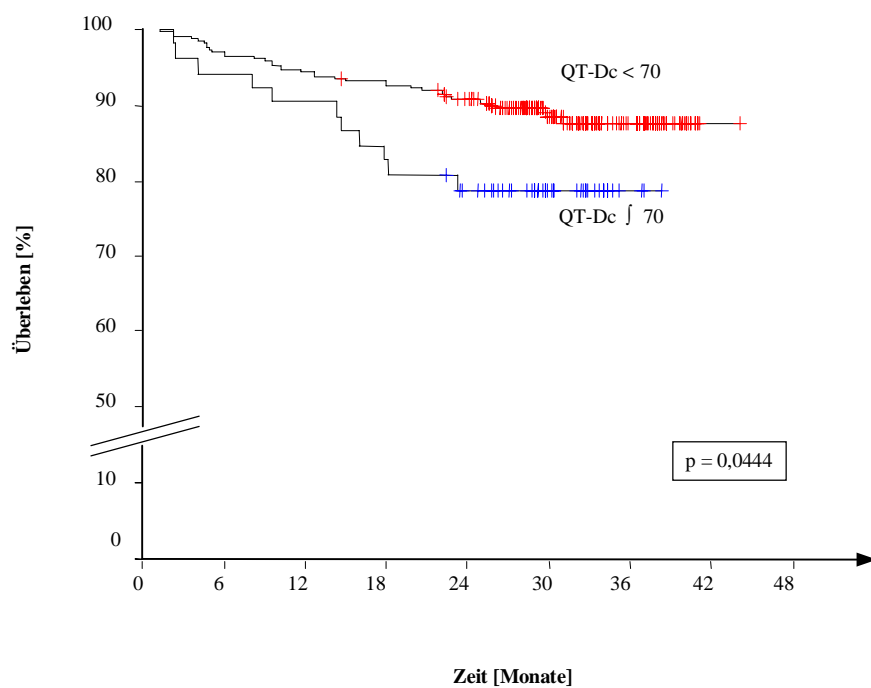 100
QT-Dc < 70
90
80
QT-Dc ∫ 70
70
Überleben [%]
60
50
p = 0,0444
10
0
0 6 12 18 24 30 36 42 48
Zeit [Monate]